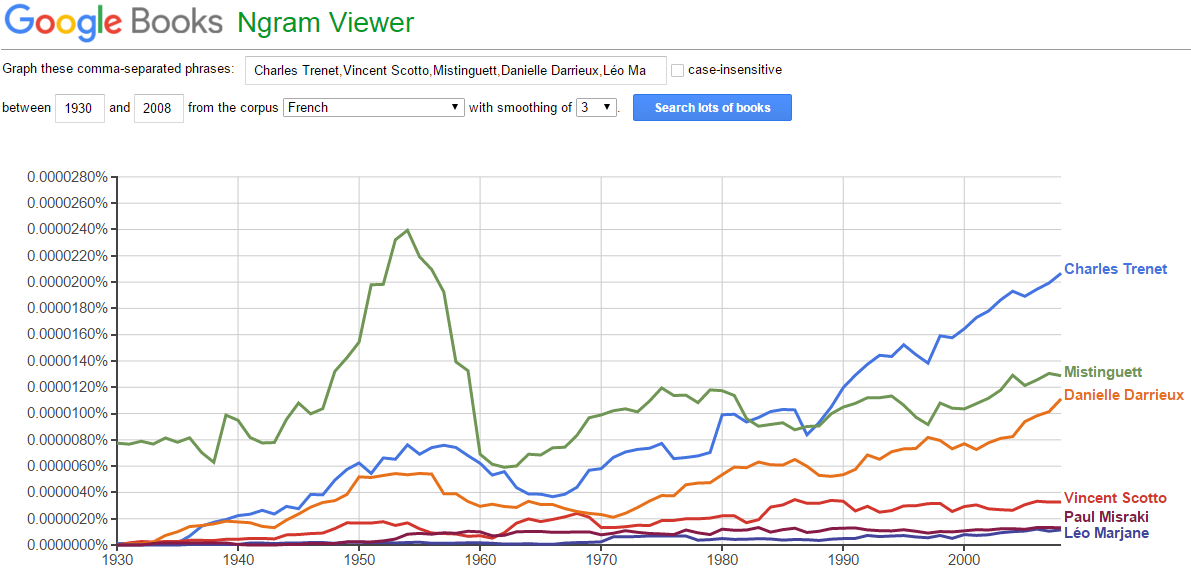 Google Books Ngram Viewer
Graph these comma-separated phrases: Charles Trenet,Vincent Scotto,Mistinguett,Danielle Darrieux,Léo Ma case-insensitive
between 1930 and 2008 from the corpus French with smoothing of 3 . Search lots of books
0.0000280%
0.0000260%
0.0000240%
0.0000220%
0.0000200%
0.0000180%
0.0000160%
0.0000140%
0.0000120%
0.0000100%
0.0000080%
0.0000060%
0.0000040%
0.0000020%
0.0000000%
Charles Trenet
Mistinguett
Danielle Darrieux
Vincent Scotto
Paul Misraki
Léo Marjane
1930 1940 1950 1960 1970 1980 1990 2000